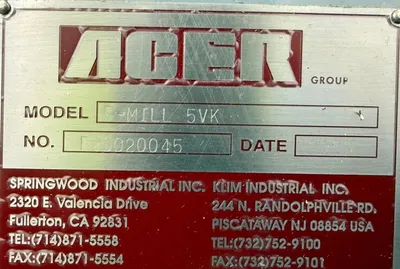 ACER
GROUP
MODEL E-MILL 5VK
NO. 020045 DATE
SPRINGWOOD INDUSTRIAL INC.
2320 E. Valencia Drive
Fullerton, CA 92831
TEL:(714)871-5558
FAX:(714)871-5554
KLIM INDUSTRIAL INC.
244 N. RANDOLPHVILLE RD.
PISCATAWAY NJ 08854 USA
TEL:(732)752-9100
FAX:(732)752-9101